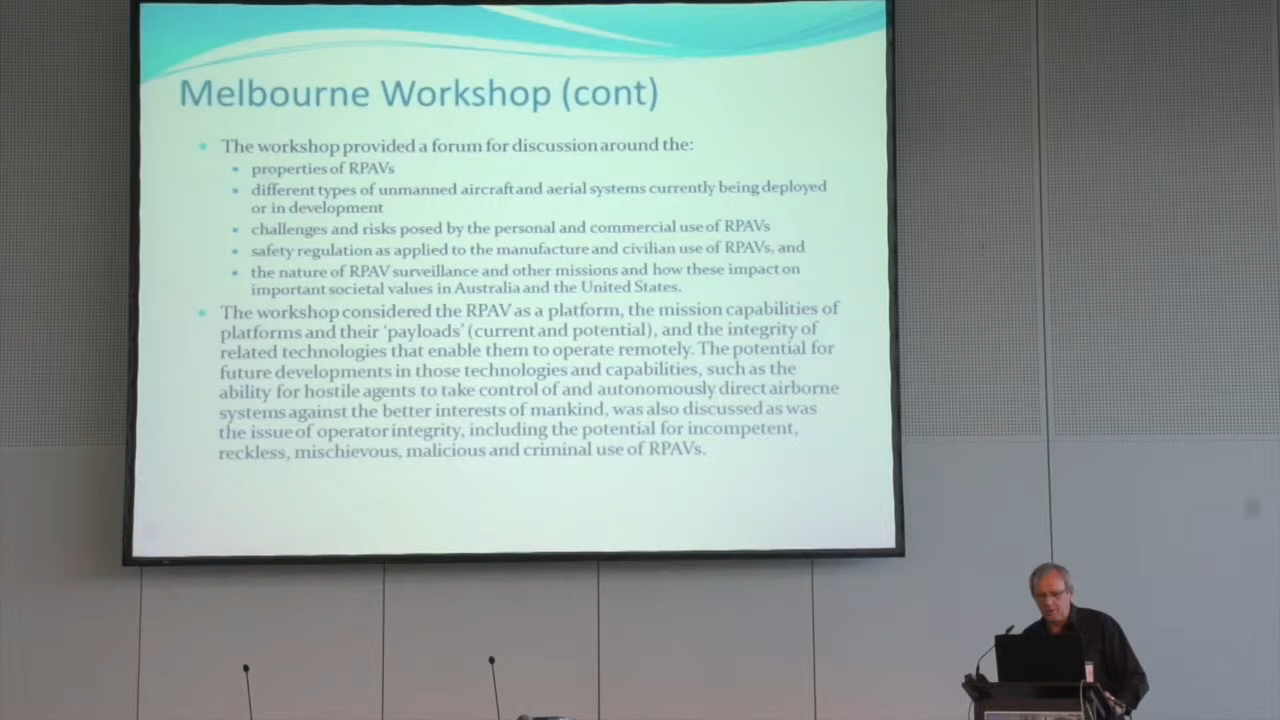 Melbourne Workshop (cont)
The workshop provided a forum for discussion around the:
properties of RPAVs
different types of unmanned aircraft and aerial systems currently being deployed
or in development
challenges and risks posed by the personal and commercial use of RPAVs
safety regulation as applied to the manufacture and civilian use of RPAVs, and
the nature of RPAV surveillance and other missions and how these impact on
important societal values in Australia and the United States.
The workshop considered the RPAV as a platform, the mission capabilities of
platforms and their 'payloads' (current and potential), and the integrity of
related technologies that enable them to operate remotely. The potential for
future developments in those technologies and capabilities, such as the
ability for hostile agents to take control of and autonomously direct airborne
systems against the better interests of mankind, was also discussed as was
the issue of operator integrity, including the potential for incompetent,
reckless, mischievous, malicious and criminal use of RPAVs.